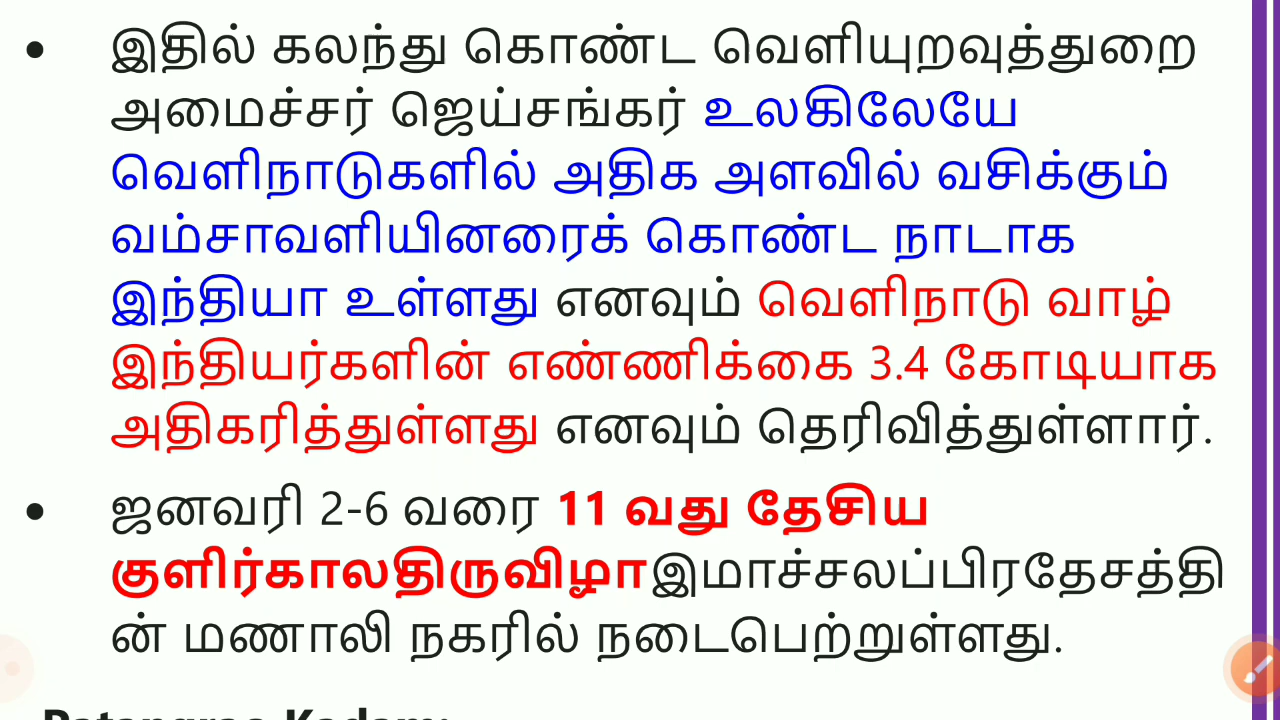 • இதில் கலந்து கொண்ட வெளியுறவுத்துறை
அமைச்சர் ஜெய்சங்கர் உலகிலேயே
வெளிநாடுகளில் அதிக அளவில் வசிக்கும்
வம்சாவளியினரைக் கொண்ட நாடாக
இந்தியா உள்ளது எனவும் வெளிநாடு வாழ்
இந்தியர்களின் எண்ணிக்கை 3.4 கோடியாக
அதிகரித்துள்ளது எனவும் தெரிவித்துள்ளார்.
• ஜனவரி 2-6 வரை 11 வது தேசிய
குளிர்காலதிருவிழாஇமாச்சலப்பிரதேசத்தி
ன் மணாலி நகரில் நடைபெற்றுள்ளது.